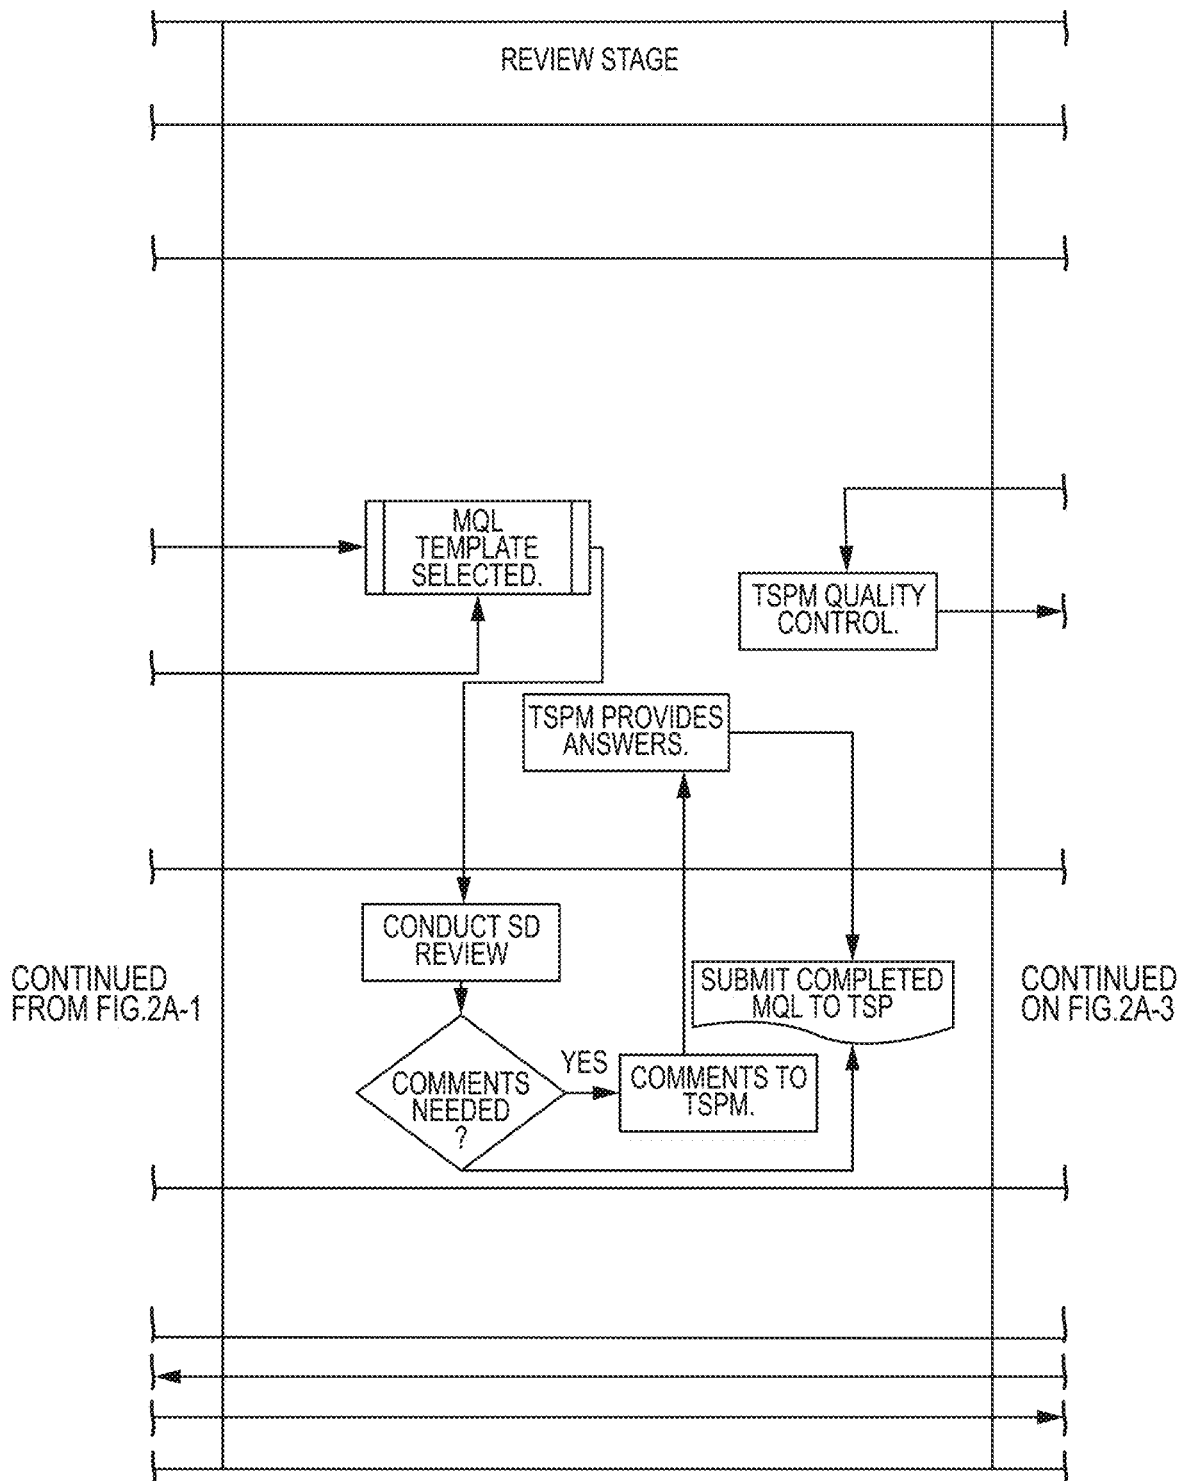 REVIEW STAGE
MQL
TEMPLATE
SELECTED.
TSPM QUALITY
CONTROL.
TSPM PROVIDES
ANSWERS.
CONDUCT SD
REVIEW
CONTINUED
FROM FIG.2A-1
SUBMIT COMPLETED
MQL TO TSP
CONTINUED
ON FIG.2A-3
YES
COMMENTS
NEEDED
?
COMMENTS TO
TSPM.